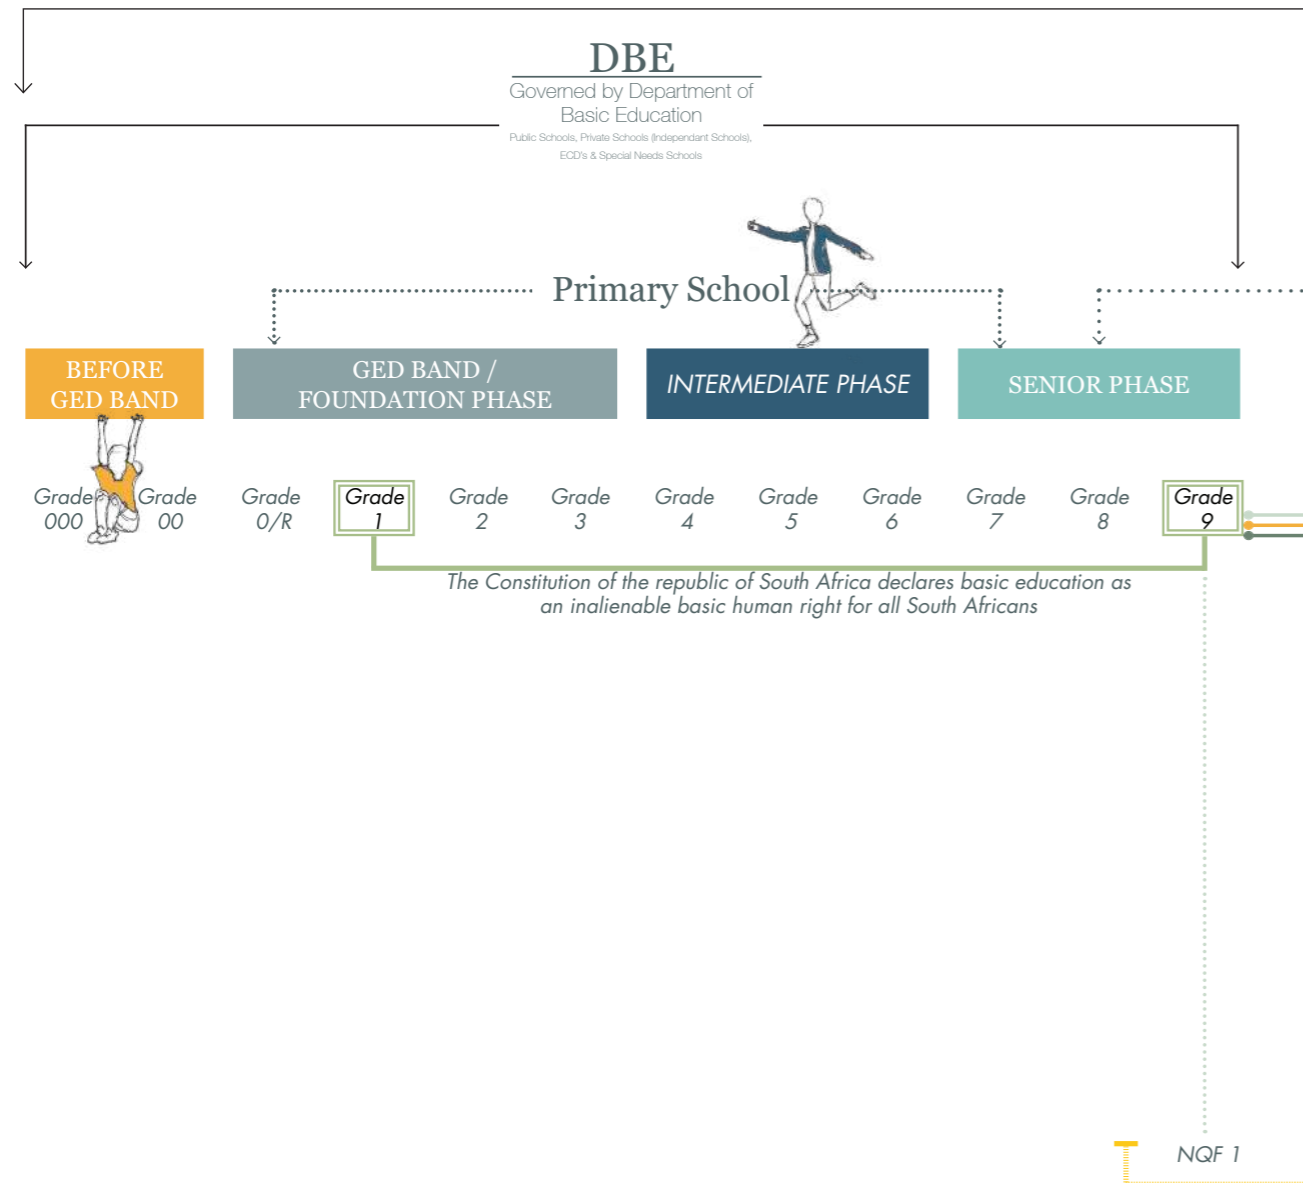 DBE
Governed by Department of
Basic Education
Public Schools, Private Schools (Independant Schools),
ECD's & Special Needs Schools
Primary School
BEFORE
GED BAND
GED BAND /
FOUNDATION PHASE
INTERMEDIATE PHASE
SENIOR PHASE
Grade
000
Grade
00
Grade
0/R
Grade
1
Grade
2
Grade
3
Grade
4
Grade
5
Grade
6
Grade
7
Grade
8
Grade
9
The Constitution of the republic of South Africa declares basic education as
an inalienable basic human right for all South Africans
NQF 1